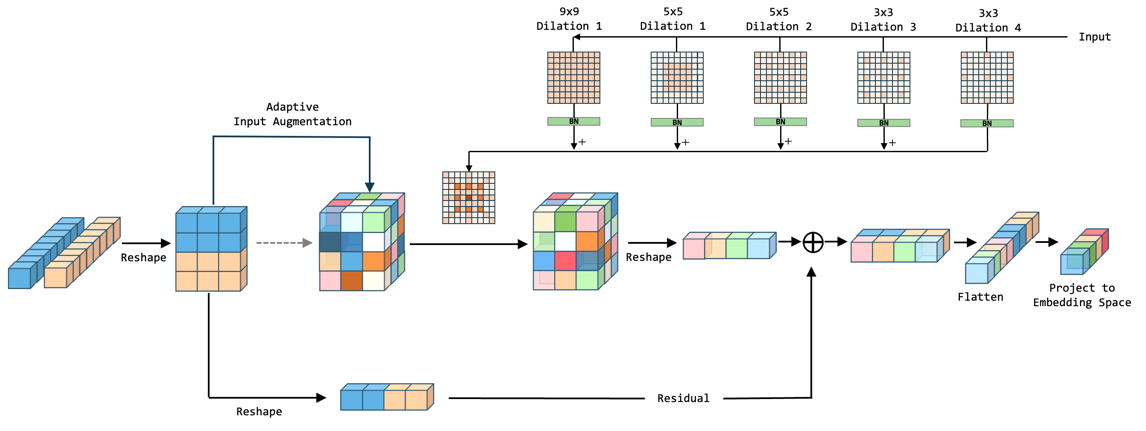 9x9 5x5 5x5 3x3 3x3
Dilation 1 Dilation 1 Dilation 2 Dilation 3 Dilation 4
Input
BN BN BN BN BN
+ + + +
Adaptive
Input Augmentation
Reshape
Reshape
Flatten
Project to
Embedding Space
Reshape
Residual